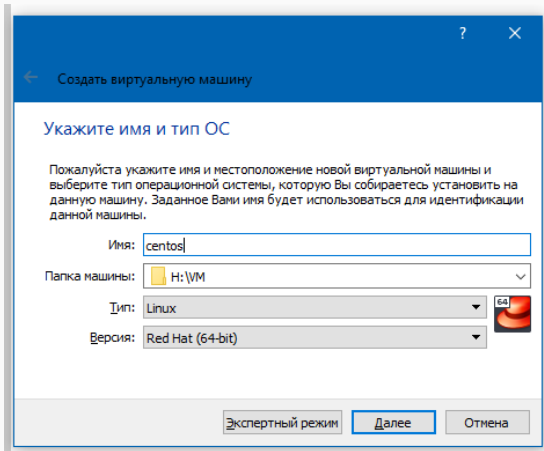 ?
Создать виртуальную машину
Укажите имя и тип ОС
Пожалуйста укажите имя и местоположение новой виртуальной машины и
выберите тип операционной системы, которую Вы собираетесь установить на
данную машину. Заданное Вами имя будет использоваться для идентификации
данной машины.
Имя: centos
Папка машины: H:\VM
Тип: Linux
64
Версия: Red Hat (64-bit)
Экспертный режим Далее Отмена